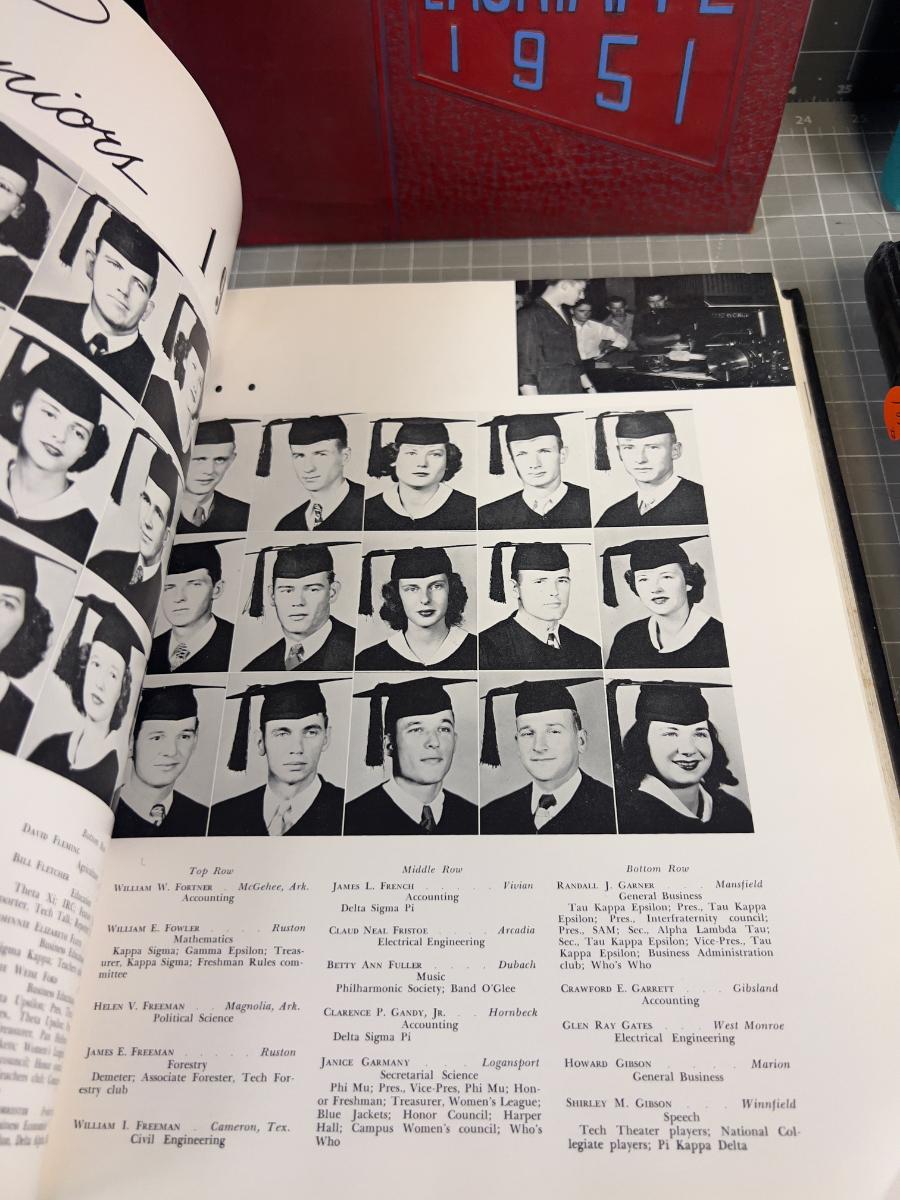 1951
niors
Top Row
WILLIAM W. FORTNER . McGehee, Ark.
Accounting
WILLIAM E. FOWLER . . . Ruston
Mathematics
Kappa Sigma; Gamma Epsilon; Treas-
urer, Kappa Sigma; Freshman Rules com-
mittee
HELEN V. FREEMAN . . Magnolia, Ark.
Political Science
JAMES E. FREEMAN . . . . . Ruston
Forestry
Demeter; Associate Forester, Tech For-
estry club
WILLIAM I. FREEMAN . Cameron, Tex.
Civil Engineering
Middle Row
JAMES L. FRENCH . . . . . Vivian
Accounting
Delta Sigma Pi
CLAUD NEAL FRISTOE . . . Arcadia
Electrical Engineering
BETTY ANN FULLER . . . . Dubach
Music
Philharmonic Society; Band O'Glee
CLARENCE P. GANDY, JR. . Hornbeck
Accounting
Delta Sigma Pi
JANICE GARMANY . . . . Logansport
Secretarial Science
Phi Mu; Pres., Vice-Pres, Phi Mu; Hon-
or Freshman; Treasurer, Women's League;
Blue Jackets; Honor Council; Harper
Hall; Campus Women's council; Who's
Who
Bottom Row
RANDALL J. GARNER . . . Mansfield
General Business
Tau Kappa Epsilon; Pres., Tau Kappa
Epsilon; Pres., Interfraternity council;
Pres., SAM; Sec., Alpha Lambda Tau;
Sec., Tau Kappa Epsilon; Vice-Pres., Tau
Kappa Epsilon; Business Administration
club; Who's Who
CRAWFORD E. GARRETT . . . Gibsland
Accounting
GLEN RAY GATES . . . West Monroe
Electrical Engineering
HOWARD GIBSON . . . . . Marion
General Business
SHIRLEY M. GIBSON . . . Winnfield
Speech
Tech Theater players; National Col-
legiate players; Pi Kappa Delta
DAVID FLEMING
BILL FLETCHER